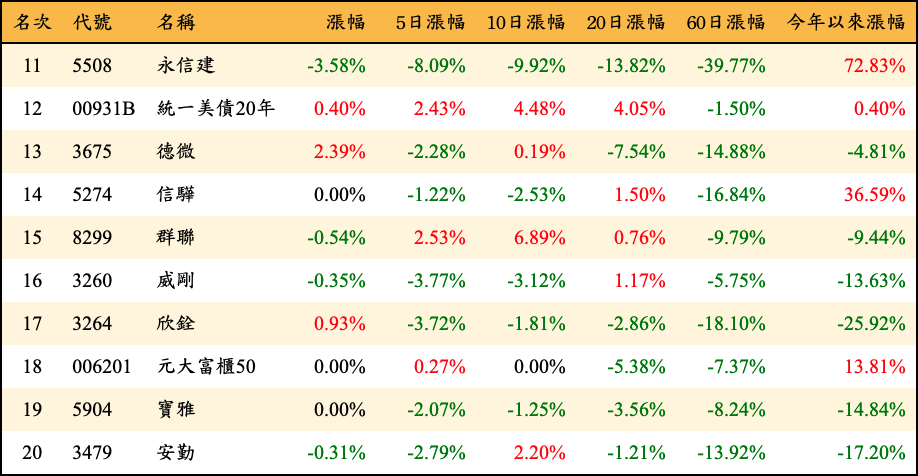 名次 代號 名稱 漲幅 5日漲幅 10日漲幅 20日漲幅 60日漲幅 今年以來漲幅
11 5508 永信建 -3.58% -8.09% -9.92% -13.82% -39.77% 72.83%
12 00931B 統一美債20年 0.40% 2.43% 4.48% 4.05% -1.50% 0.40%
13 3675 德微 2.39% -2.28% 0.19% -7.54% -14.88% -4.81%
14 5274 信驊 0.00% -1.22% -2.53% 1.50% -16.84% 36.59%
15 8299 群聯 -0.54% 2.53% 6.89% 0.76% -9.79% -9.44%
16 3260 威剛 -0.35% -3.77% -3.12% 1.17% -5.75% -13.63%
17 3264 欣銓 0.93% -3.72% -1.81% -2.86% -18.10% -25.92%
18 006201 元大富櫃50 0.00% 0.27% 0.00% -5.38% -7.37% 13.81%
19 5904 寶雅 0.00% -2.07% -1.25% -3.56% -8.24% -14.84%
20 3479 安勤 -0.31% -2.79% 2.20% -1.21% -13.92% -17.20%